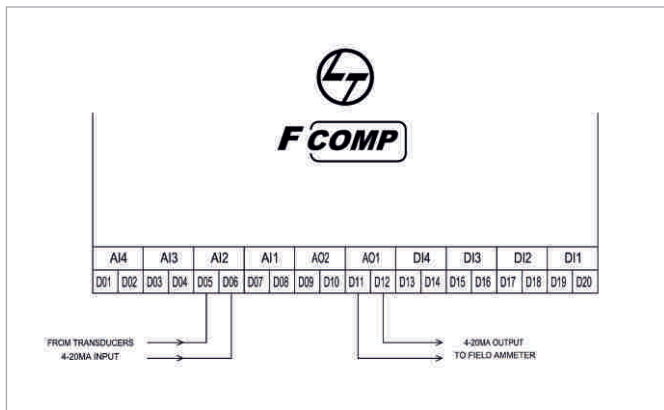 LT
F COMP
AI4 AI3 AI2 AI1 AO2 AO1 DI4 DI3 DI2 DI1
D01 D02 D03 D04 D05 D06 D07 D08 D09 D10 D11 D12 D13 D14 D15 D16 D17 D18 D19 D20
FROM TRANSDUCERS
4-20MA INPUT
4-20MA OUTPUT
TO FIELD AMMETER